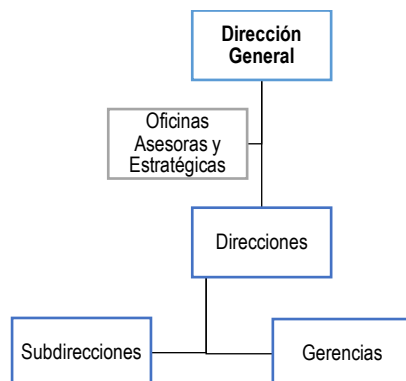 Dirección
General
Oficinas
Asesoras y
Estratégicas
Direcciones
Subdirecciones
Gerencias